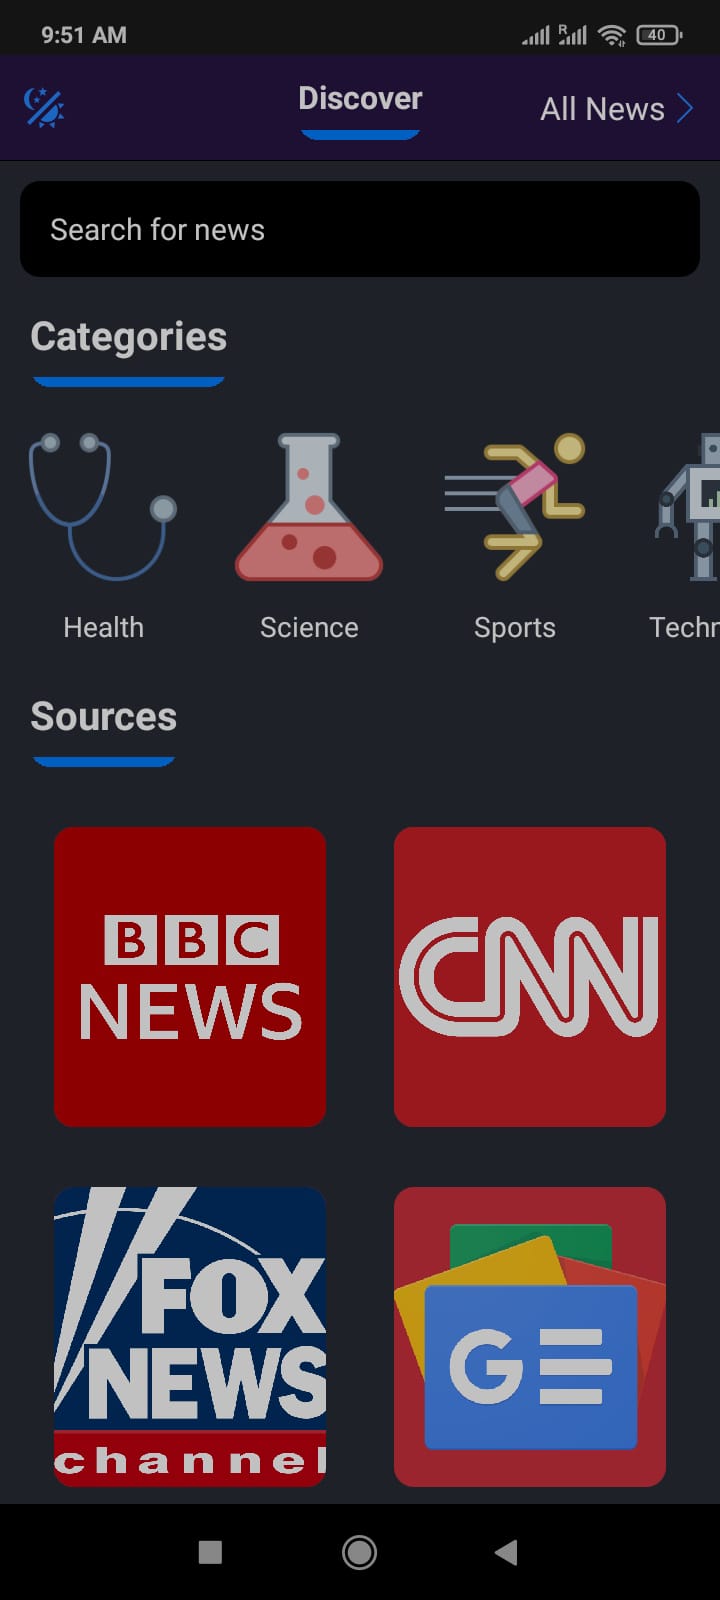 9:51 AM
R
40
Discover
All News
Search for news
Categories
Health
Science
Sports
Techn
Sources
BBC
NEWS
CNN
FOX
NEWS
channel
G